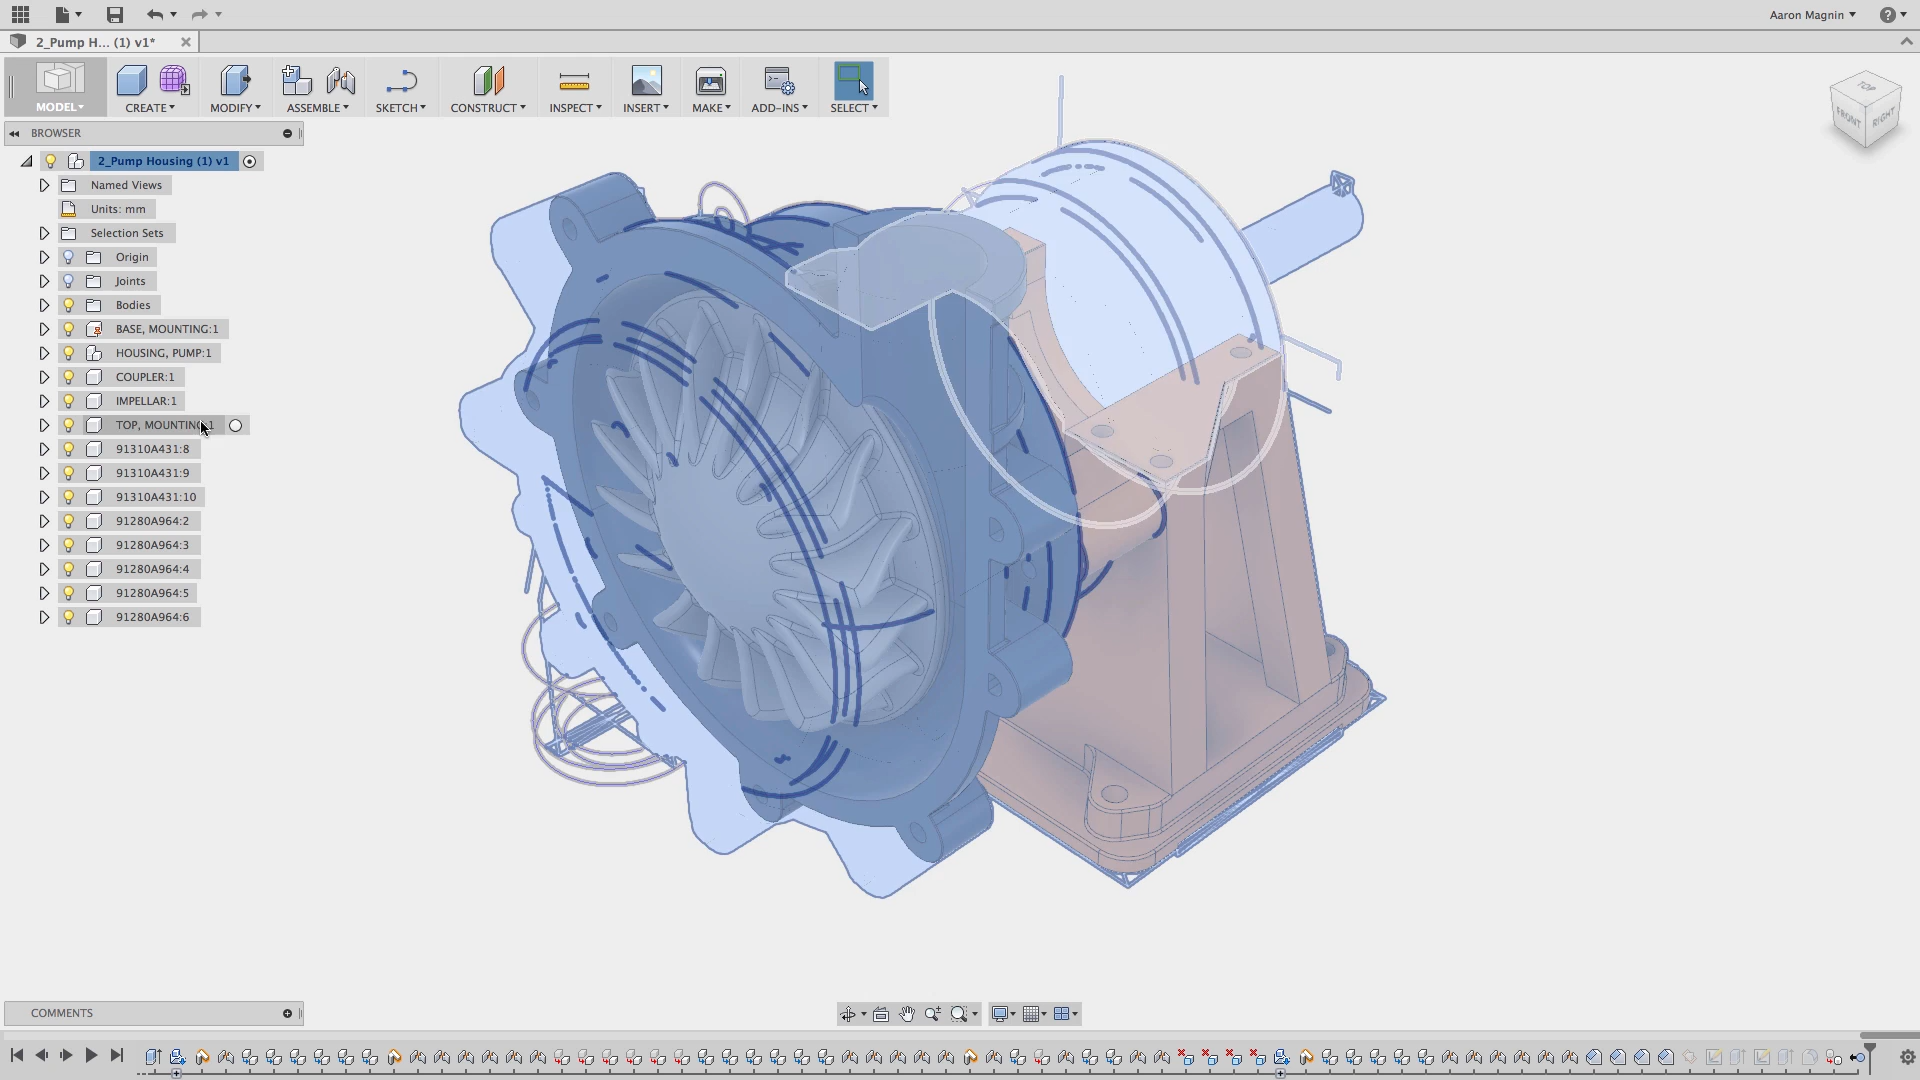 Aaron Magnin
2_Pump H... (1) v1*
MODEL
CREATE
MODIFY
ASSEMBLE
SKETCH
CONSTRUCT
INSPECT
INSERT
MAKE
ADD-INS
SELECT
TOP
FRONT
RIGHT
BROWSER
2_Pump Housing (1) v1
Named Views
Units: mm
Selection Sets
Origin
Joints
Bodies
BASE, MOUNTING:1
HOUSING, PUMP:1
COUPLER:1
IMPELLAR:1
TOP, MOUNTING:1
91310A431:8
91310A431:9
91310A431:10
91280A964:2
91280A964:3
91280A964:4
91280A964:5
91280A964:6
COMMENTS